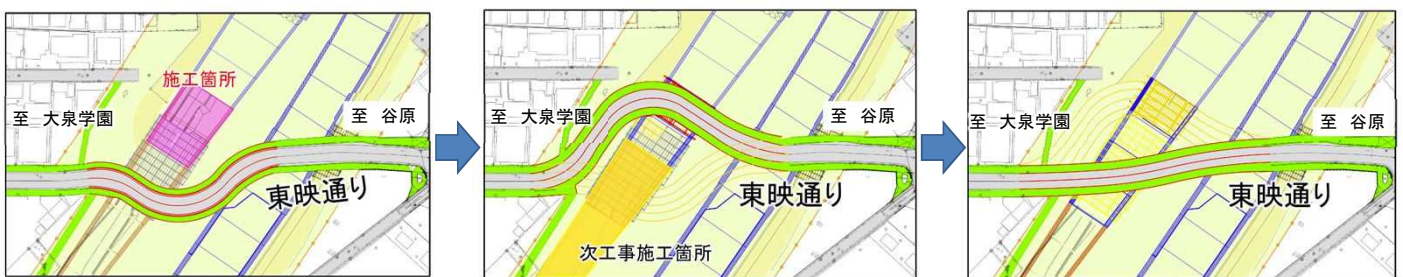 施工箇所
至 大泉学園
至 谷原
東映通り
至 大泉学園
至 谷原
東映通り
次工事施工箇所
至 大泉学園
至 谷原
東映通り